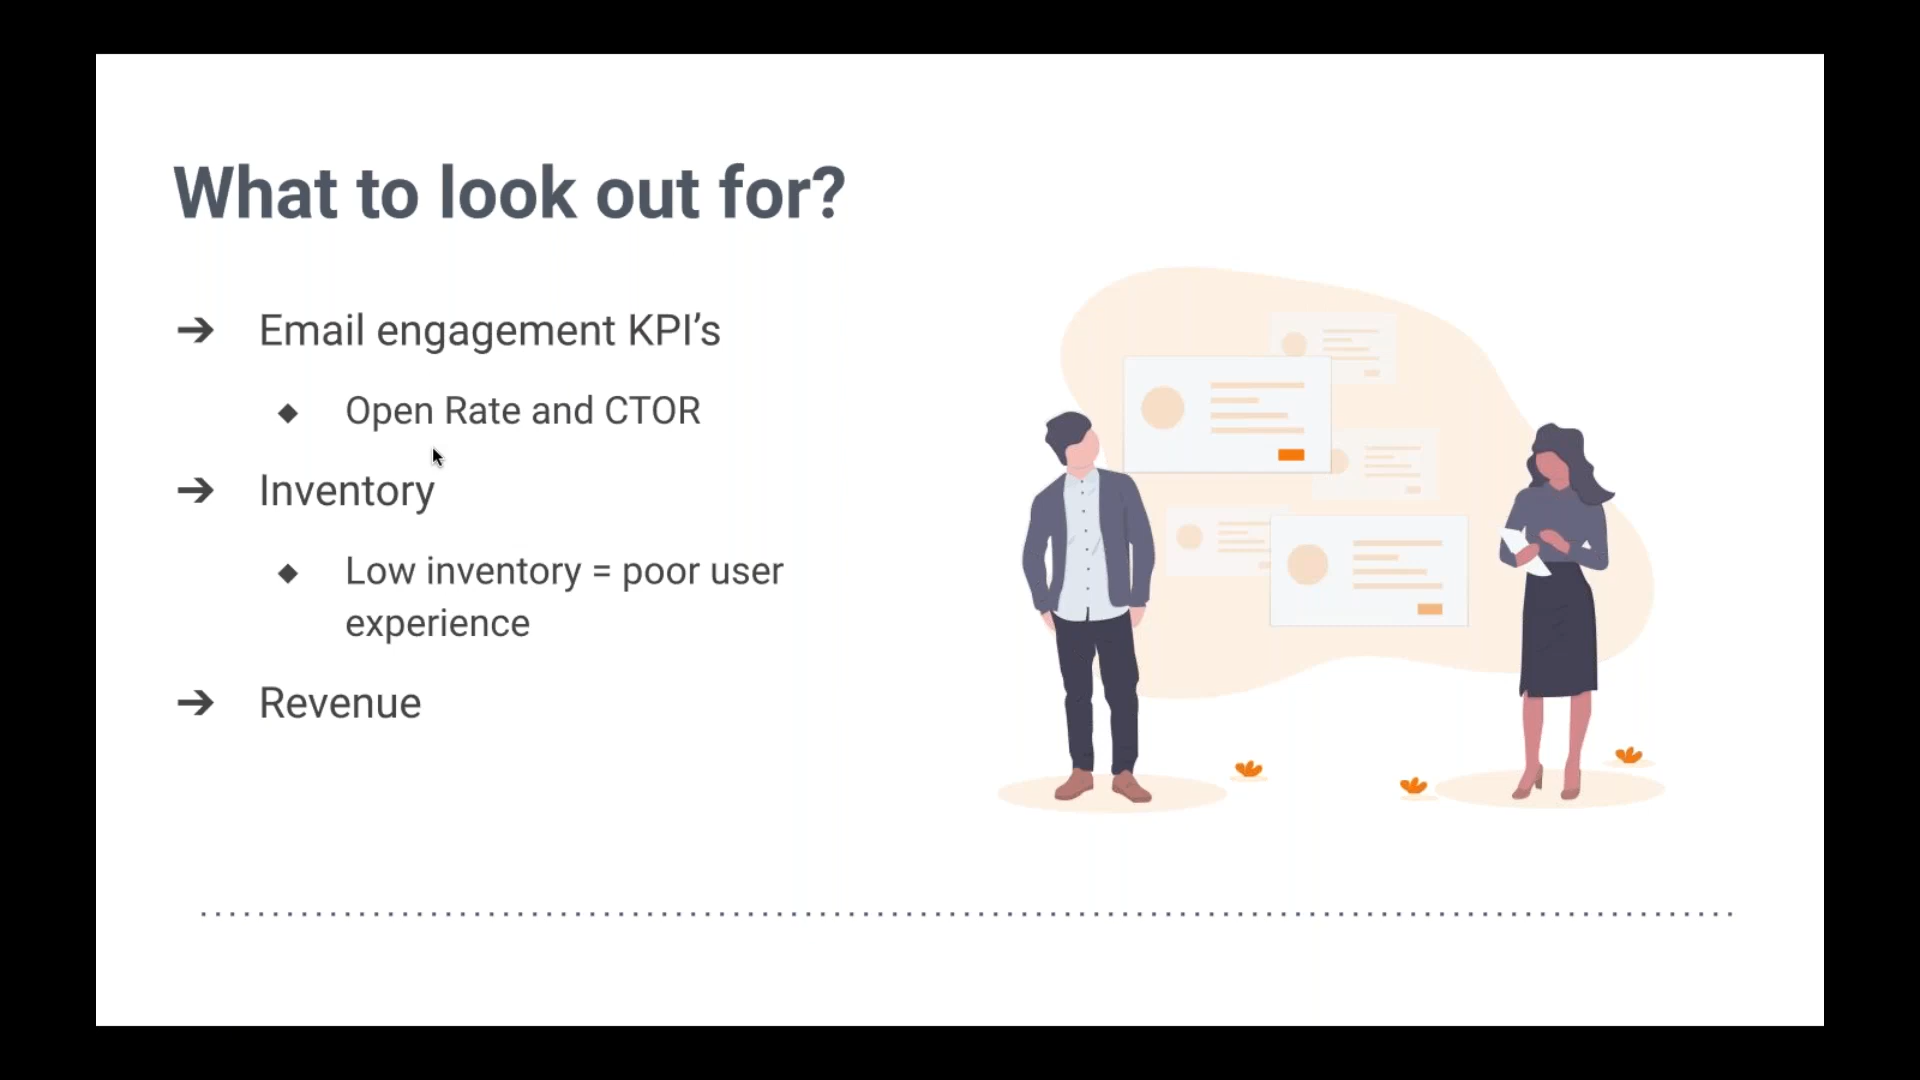 What to look out for?
➔ Email engagement KPI’s
◆ Open Rate and CTOR
➔ Inventory
◆ Low inventory = poor user
experience
➔ Revenue